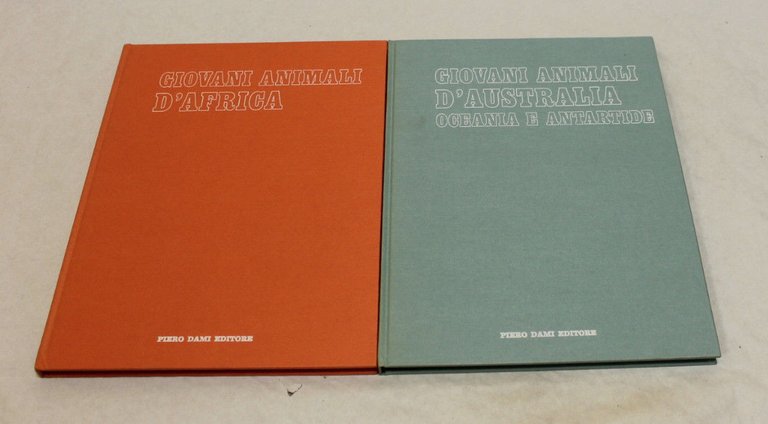 GIOVANI ANIMALI
D'AFRICA
PIERO DAMI EDITORE
GIOVANI ANIMALI
D'AUSTRALIA
OCEANIA E ANTARTIDE
PIERO DAMI EDITORE